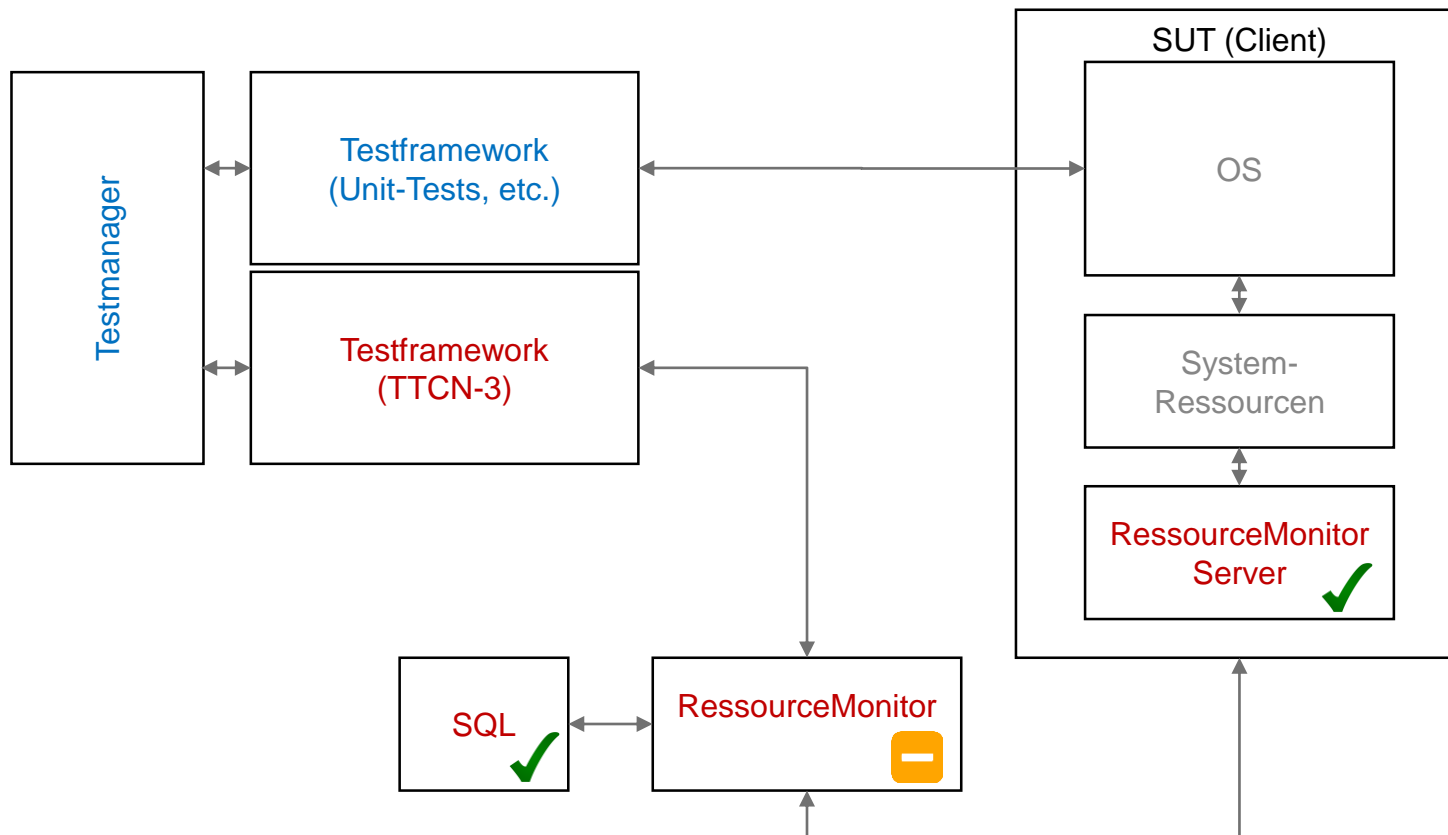 SUT (Client)
Testmanager
Testframework
(Unit-Tests, etc.)
OS
Testframework
(TTCN-3)
System-
Ressourcen
RessourceMonitor
Server
SQL
RessourceMonitor